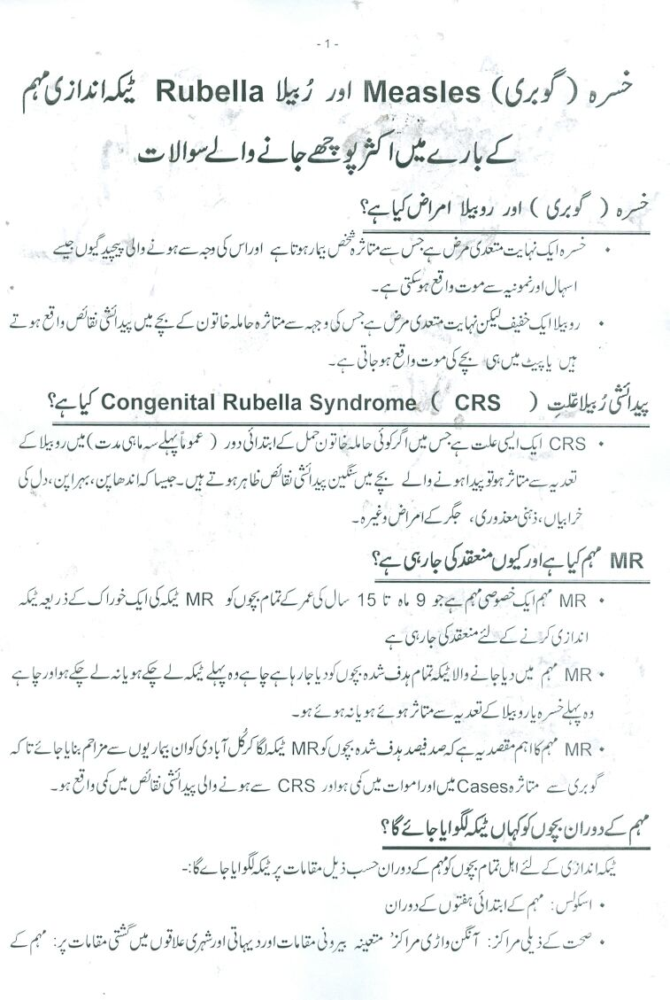 - 1 -
خسرہ ( گوبری) Measles اور رُبیلا Rubella ٹیکہ اندازی مہم
کے بارے میں اکثر پوچھے جانے والے سوالات
خسرہ ( گوبری ) اور روبیلا امراض کیا ہے؟
• خسرہ ایک نہایت متعدی مرض ہے جس سے متاثرہ شخص بیمار ہوتا ہے اور اس کی وجہ سے ہونے والی پیچیدگیوں جیسے
اسہال اور نمونیہ سے موت واقع ہوسکتی ہے۔
• روبیلا ایک خفیف لیکن نہایت متعدی مرض ہے جس کی وجہہ سے متاثرہ حاملہ خاتون کے بچے میں پیدائشی نقائص واقع ہوتے
ہیں یا پیٹ میں ہی بچے کی موت واقع ہوجاتی ہے۔
پیدائشی رُبیلا علّتِ ( CRS ) Congenital Rubella Syndrome کیا ہے؟
• CRS ایک ایسی علت ہے جس میں اگر کوئی حاملہ خاتون حمل کے ابتدائی دور ( عموماً پہلے سہ ماہی مدت) میں روبیلا کے
تعدیہ سے متاثر ہو تو پیدا ہونے والے بچے میں سنگین پیدائشی نقائص ظاہر ہوتے ہیں۔ جیسا کہ اندھاپن، بہراپن، دل کی
خرابیاں، ذہنی معذوری، جگر کے امراض وغیرہ۔
MR مہم کیا ہے اور کیوں منعقد کی جارہی ہے؟
• MR مہم ایک خصوصی مہم ہے جو 9 ماہ تا 15 سال کی عمر کے تمام بچوں کو MR ٹیکہ کی ایک خوراک کے ذریعہ ٹیکہ
اندازی کرنے کے لئے منعقد کی جارہی ہے
• MR مہم میں دیا جانے والا ٹیکہ تمام ہدف شدہ بچوں کو دیا جارہا ہے چاہے وہ پہلے ٹیکہ لے چکے ہو یا نہ لے چکے ہو اور چاہے
وہ پہلے خسرہ یا روبیلا کے تعدیہ سے متاثر ہوئے ہو یا نہ ہوئے ہو۔
• MR مہم کا اہم مقصد یہ ہے کہ صد فیصد ہدف شدہ بچوں کو MR ٹیکہ لگا کر کُل آبادی کو ان بیماریوں سے مزاحم بنایا جائے تاکہ
گوبری سے متاثرہ Cases میں اور اموات میں کمی ہو اور CRS سے ہونے والی پیدائشی نقائص میں کمی واقع ہو۔
مہم کے دوران بچوں کو کہاں ٹیکہ لگوایا جائے گا؟
ٹیکہ اندازی کے لئے اہل تمام بچوں کو مہم کے دوران حسب ذیل مقامات پر ٹیکہ لگوایا جاے گا:-
• اسکولس: مہم کے ابتدائی ہفتوں کے دوران
• صحت کے ذیلی مراکز: آنگن واڑی مراکز' متعینہ بیرونی مقامات اور دیہاتی اور شہری علاقوں میں گشتی مقامات پر: مہم کے